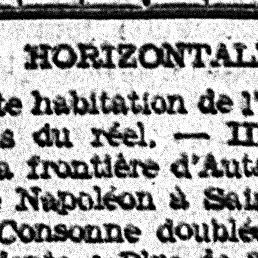 HORIZONTAL
te habitation de l'
s du réel. — II
a frontière d'Aut
Napoléon à Sai
Consonne doublé